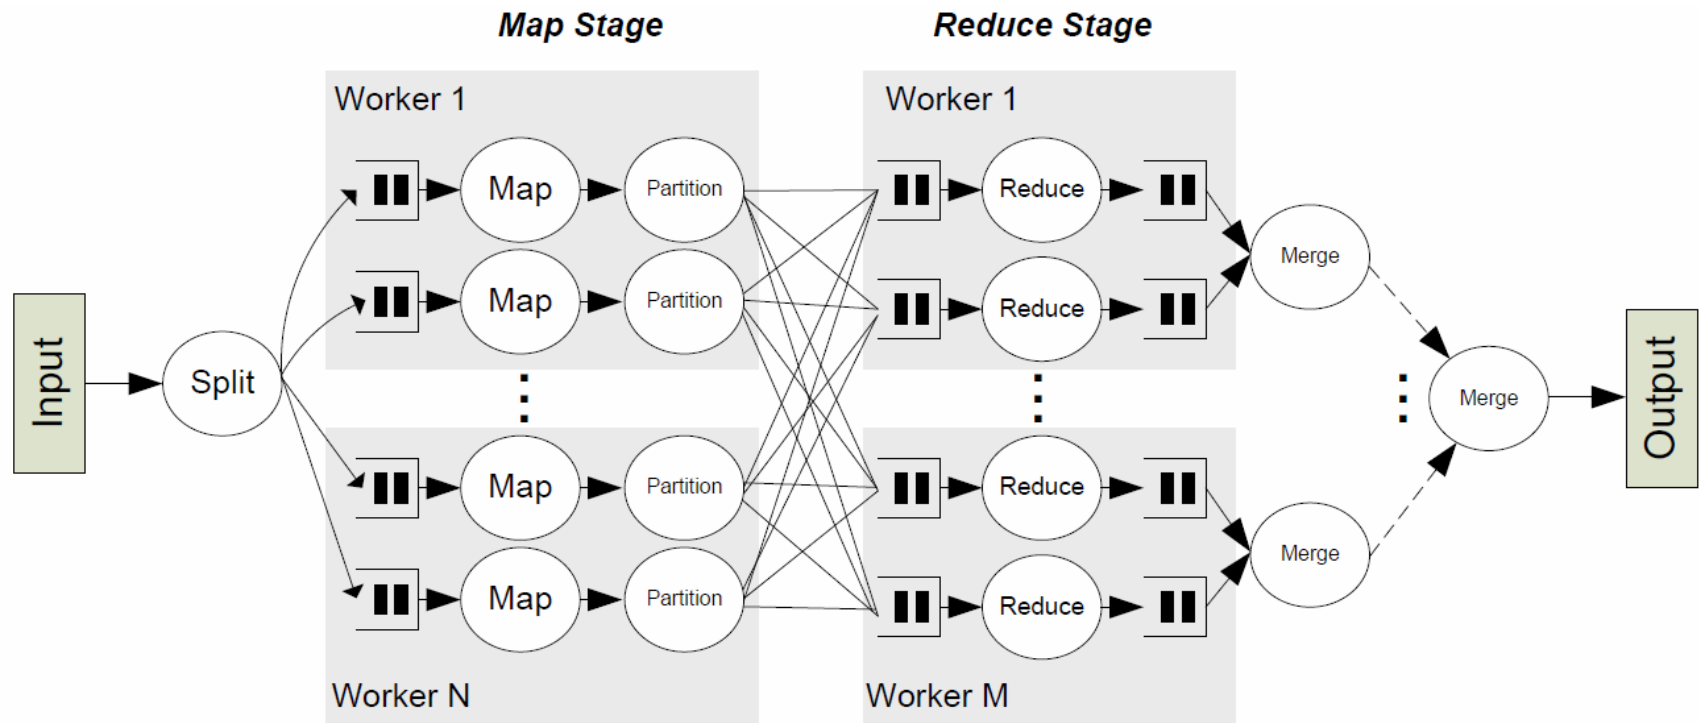 Map Stage
Reduce Stage
Worker 1
Worker 1
Map
Partition
Reduce
Map
Partition
Reduce
Merge
Input
Split
Merge
Output
Map
Partition
Reduce
Merge
Map
Partition
Reduce
Worker N
Worker M